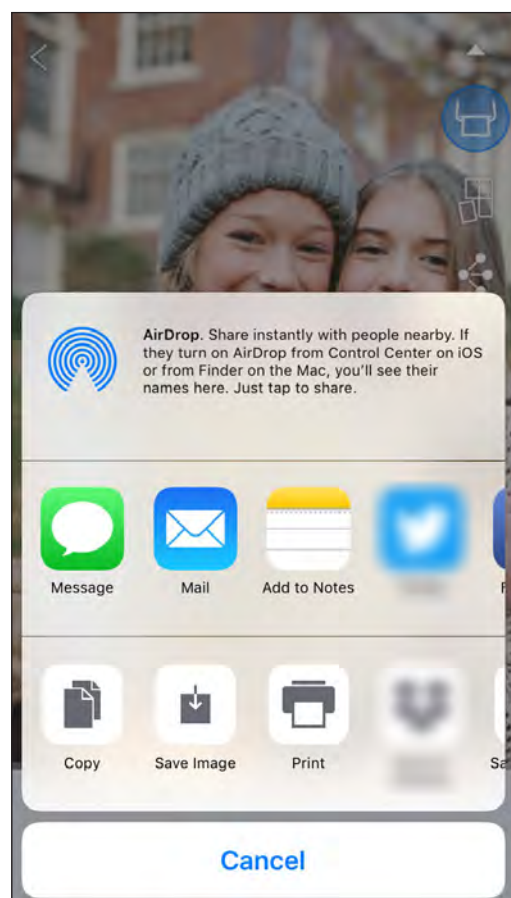 AirDrop. Share instantly with people nearby. If
they turn on AirDrop from Control Center on iOS
or from Finder on the Mac, you'll see their
names here. Just tap to share.
Message
Mail
Add to Notes
Copy
Save Image
Print
Cancel